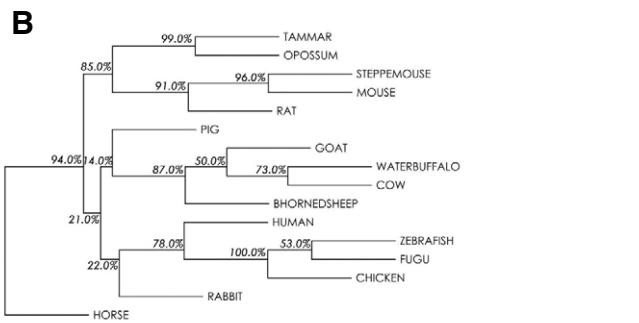 B
99.0% TAMMAR
OPOSSUM
85.0%
96.0% STEPPEMOUSE
91.0%
MOUSE
RAT
PIG
GOAT
94.0% 14.0% 50.0%
87.0% 73.0% WATERBUFFALO
COW
BHORNEDSHEEP
21.0% HUMAN
78.0% 53.0% ZEBRAFISH
100.0%
FUGU
22.0%
CHICKEN
RABBIT
HORSE